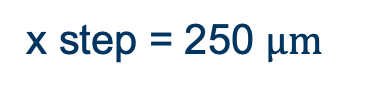 x step = 250 μm